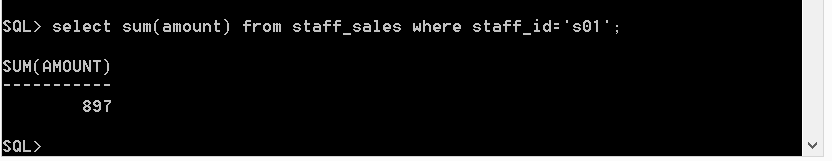 SQL> select sum(amount) from staff_sales where staff_id='s01';
SUM(AMOUNT)
-----------
897
SQL>